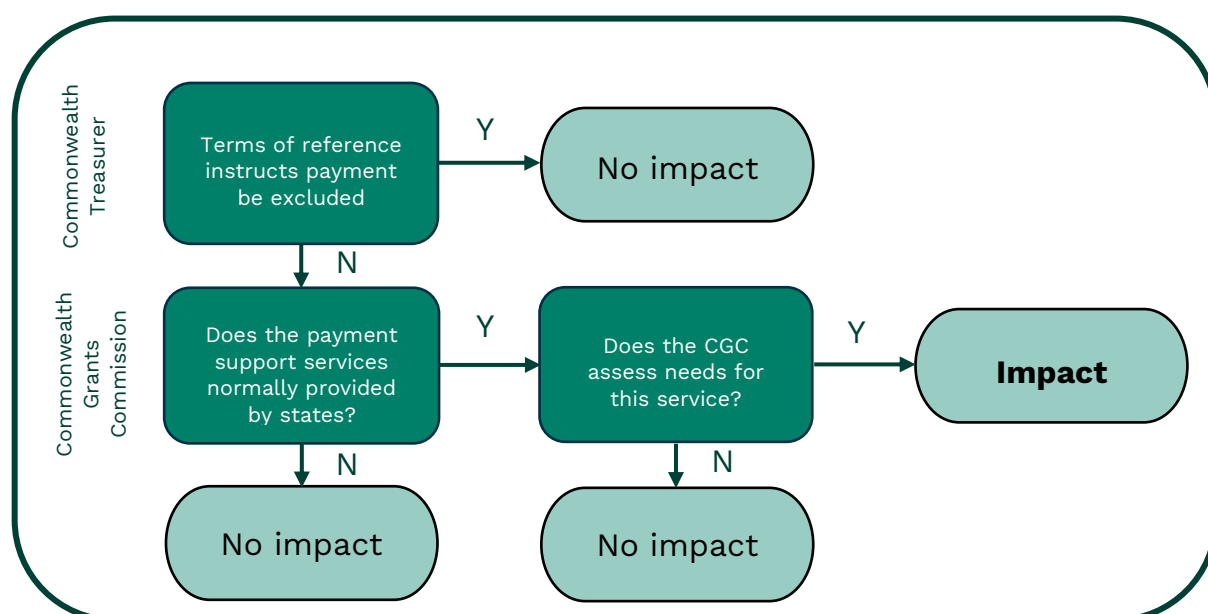 Commonwealth
Treasurer
Terms of reference
instructs payment
be excluded
Y
No impact
N
Commonwealth
Grants
Commission
Does the payment
support services
normally provided
by states?
Y
Does the CGC
assess needs for
this service?
Y
Impact
N
N
No impact
No impact